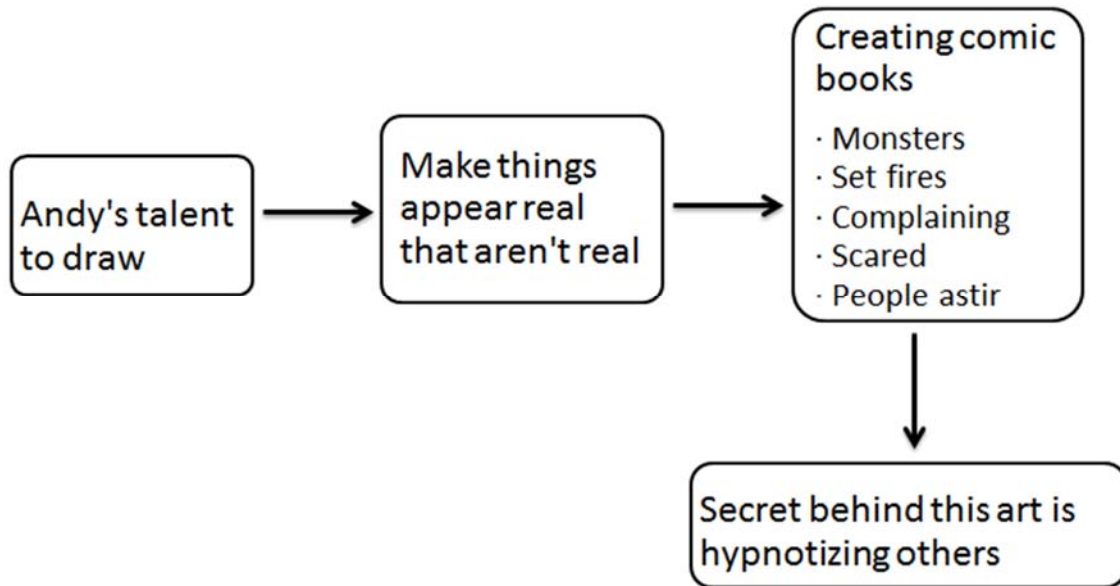 Andy's talent
to draw
Make things
appear real
that aren't real
Creating comic
books
· Monsters
· Set fires
· Complaining
· Scared
· People astir
Secret behind this art is
hypnotizing others